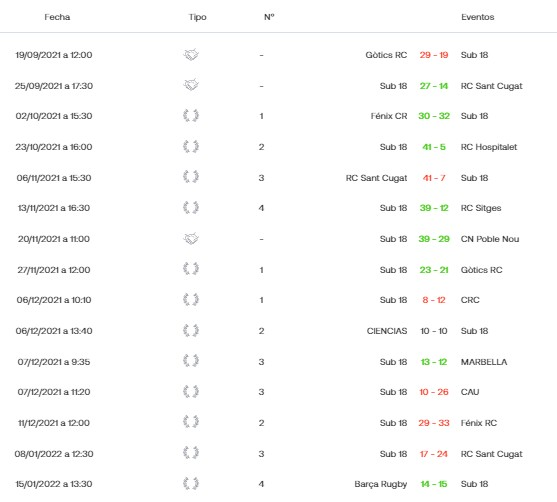 Fecha Tipo Nº Eventos
19/09/2021 a 12:00 - Gòtics RC 29 - 19 Sub 18
25/09/2021 a 17:30 - Sub 18 27 - 14 RC Sant Cugat
02/10/2021 a 15:30 1 Fénix CR 30 - 32 Sub 18
23/10/2021 a 16:00 2 Sub 18 41 - 5 RC Hospitalet
06/11/2021 a 15:30 3 RC Sant Cugat 41 - 7 Sub 18
13/11/2021 a 16:30 4 Sub 18 39 - 12 RC Sitges
20/11/2021 a 11:00 - Sub 18 39 - 29 CN Poble Nou
27/11/2021 a 12:00 1 Sub 18 23 - 21 Gòtics RC
06/12/2021 a 10:10 1 Sub 18 8 - 12 CRC
06/12/2021 a 13:40 2 CIENCIAS 10 - 10 Sub 18
07/12/2021 a 9:35 3 Sub 18 13 - 12 MARBELLA
07/12/2021 a 11:20 3 Sub 18 10 - 26 CAU
11/12/2021 a 12:00 2 Sub 18 29 - 33 Fénix RC
08/01/2022 a 12:30 3 Sub 18 17 - 24 RC Sant Cugat
15/01/2022 a 13:30 4 Barça Rugby 14 - 15 Sub 18